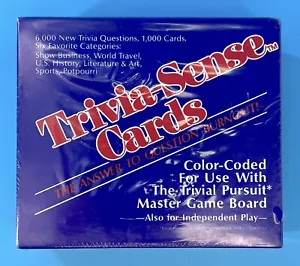 6,000 New Trivia Questions, 1,000 Cards,
Six Favorite Categories:
Show Business, World Travel,
U.S. History, Literature & Art,
Sports, Potpourri
Trivia-Sense™
Cards
THE ANSWER TO QUESTION BURNOUT!
Color-Coded
For Use With
The Trivial Pursuit*
Master Game Board
—Also for Independent Play—